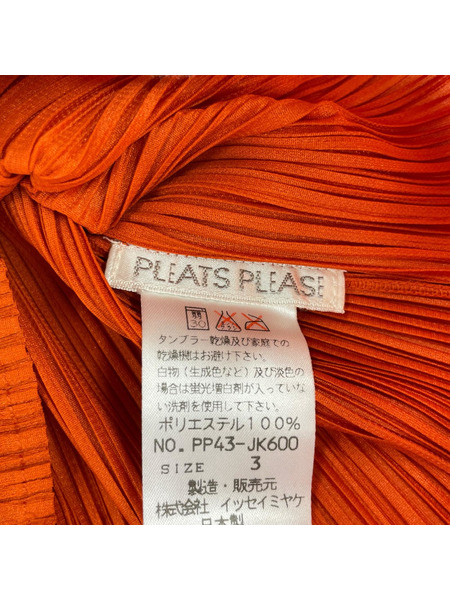 PLEATS PLEASE
弱
30
タンブラー乾燥及び家庭での
乾燥機はお避け下さい。
白物(生成色など)及び淡色の
場合は蛍光増白剤が入っていな
い洗剤を使用して下さい。
ポリエステル100%
NO. PP43-JK600
SIZE 3
製造・販売元
株式会社 イッセイミヤケ
日本製